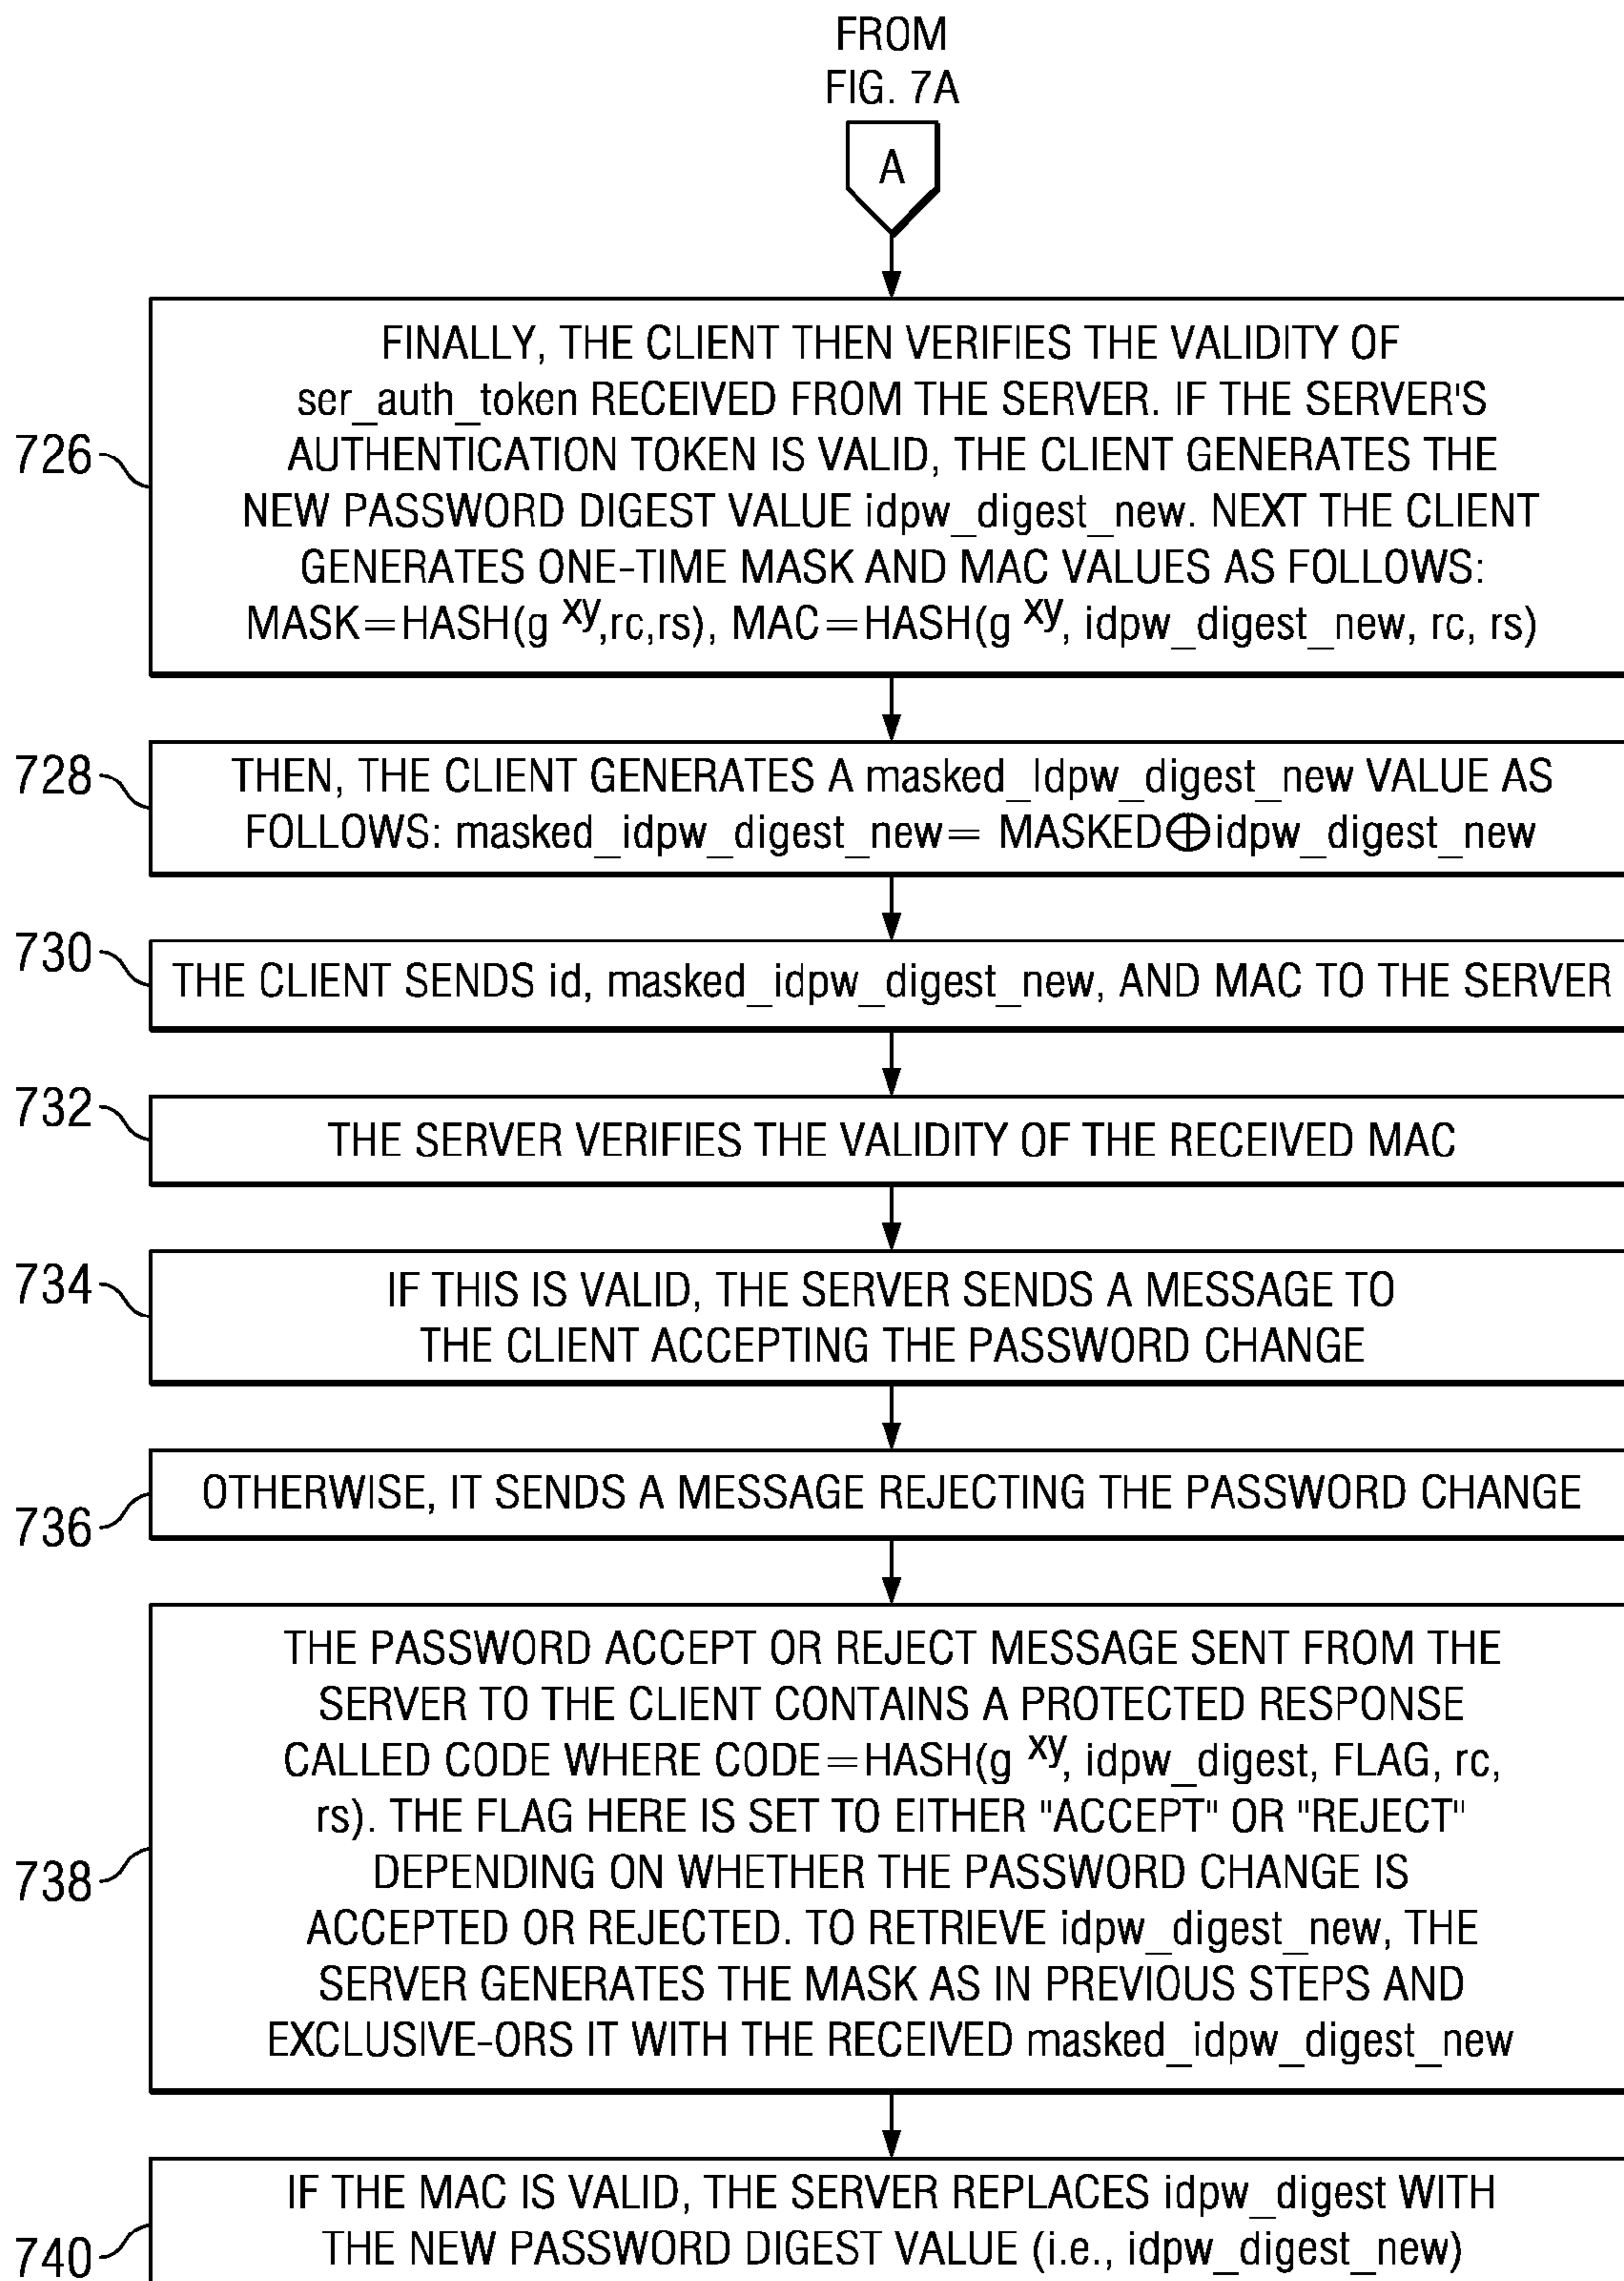 FROM
FIG. 7A
A
726
FINALLY, THE CLIENT THEN VERIFIES THE VALIDITY OF
ser_auth_token RECEIVED FROM THE SERVER. IF THE SERVER'S
AUTHENTICATION TOKEN IS VALID, THE CLIENT GENERATES THE
NEW PASSWORD DIGEST VALUE idpw_digest_new. NEXT THE CLIENT
GENERATES ONE-TIME MASK AND MAC VALUES AS FOLLOWS:
MASK=HASH(g xy,rc,rs), MAC=HASH(g xy, idpw_digest_new, rc, rs)
728
THEN, THE CLIENT GENERATES A masked_Idpw_digest_new VALUE AS
FOLLOWS: masked_idpw_digest_new= MASKED⊕idpw_digest_new
730
THE CLIENT SENDS id, masked_idpw_digest_new, AND MAC TO THE SERVER
732
THE SERVER VERIFIES THE VALIDITY OF THE RECEIVED MAC
734
IF THIS IS VALID, THE SERVER SENDS A MESSAGE TO
THE CLIENT ACCEPTING THE PASSWORD CHANGE
736
OTHERWISE, IT SENDS A MESSAGE REJECTING THE PASSWORD CHANGE
738
THE PASSWORD ACCEPT OR REJECT MESSAGE SENT FROM THE
SERVER TO THE CLIENT CONTAINS A PROTECTED RESPONSE
CALLED CODE WHERE CODE=HASH(g xy, idpw_digest, FLAG, rc,
rs). THE FLAG HERE IS SET TO EITHER "ACCEPT" OR "REJECT"
DEPENDING ON WHETHER THE PASSWORD CHANGE IS
ACCEPTED OR REJECTED. TO RETRIEVE idpw_digest_new, THE
SERVER GENERATES THE MASK AS IN PREVIOUS STEPS AND
EXCLUSIVE-ORS IT WITH THE RECEIVED masked_idpw_digest_new
740
IF THE MAC IS VALID, THE SERVER REPLACES idpw_digest WITH
THE NEW PASSWORD DIGEST VALUE (i.e., idpw_digest_new)